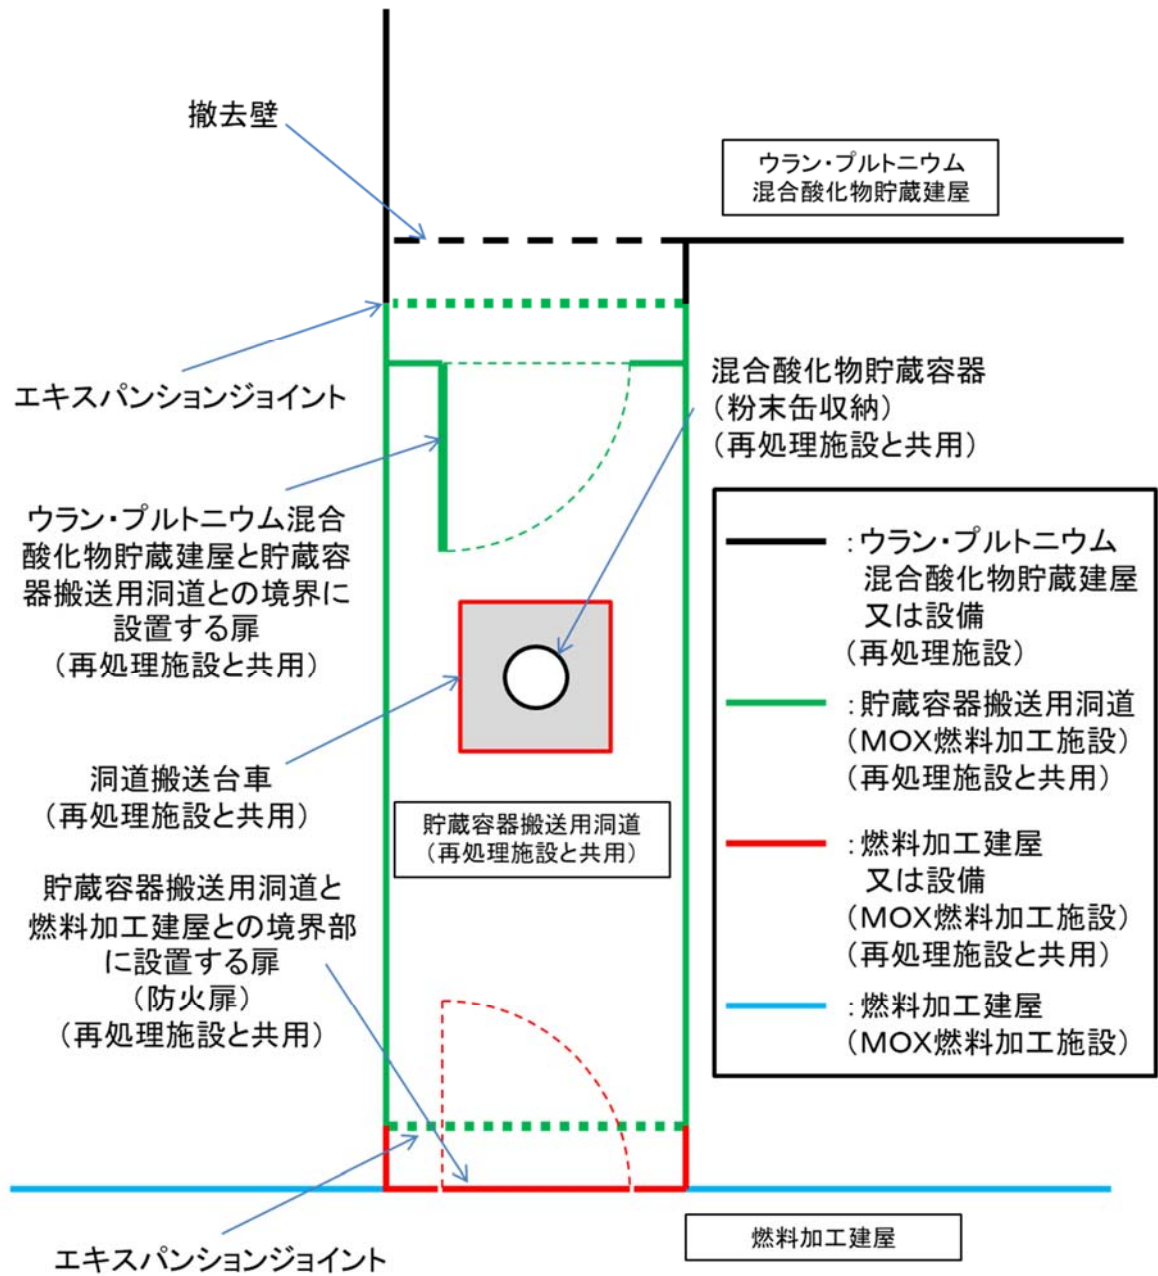 撤去壁
ウラン・プルトニウム
混合酸化物貯蔵建屋
エキスパンションジョイント
混合酸化物貯蔵容器
（粉末缶収納）
（再処理施設と共用）
ウラン・プルトニウム混合
酸化物貯蔵建屋と貯蔵容
器搬送用洞道との境界に
設置する扉
（再処理施設と共用）
洞道搬送台車
（再処理施設と共用）
貯蔵容器搬送用洞道
（再処理施設と共用）
貯蔵容器搬送用洞道と
燃料加工建屋との境界部
に設置する扉
（防火扉）
（再処理施設と共用）
：ウラン・プルトニウム
混合酸化物貯蔵建屋
又は設備
（再処理施設）
：貯蔵容器搬送用洞道
（ＭＯＸ燃料加工施設）
（再処理施設と共用）
：燃料加工建屋
又は設備
（ＭＯＸ燃料加工施設）
（再処理施設と共用）
：燃料加工建屋
（ＭＯＸ燃料加工施設）
エキスパンションジョイント
燃料加工建屋